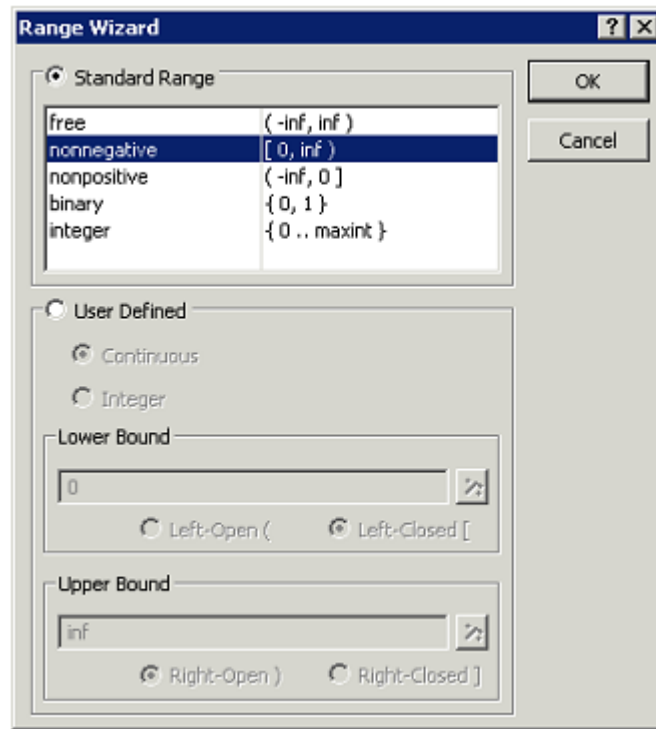 Range Wizard
Standard Range
OK
free ( -inf, inf )
nonnegative [ 0, inf )
Cancel
nonpositive ( -inf, 0 ]
binary { 0, 1 }
integer { 0 .. maxint }
User Defined
Continuous
Integer
Lower Bound
0
Left-Open ( Left-Closed [
Upper Bound
inf
Right-Open ) Right-Closed ]